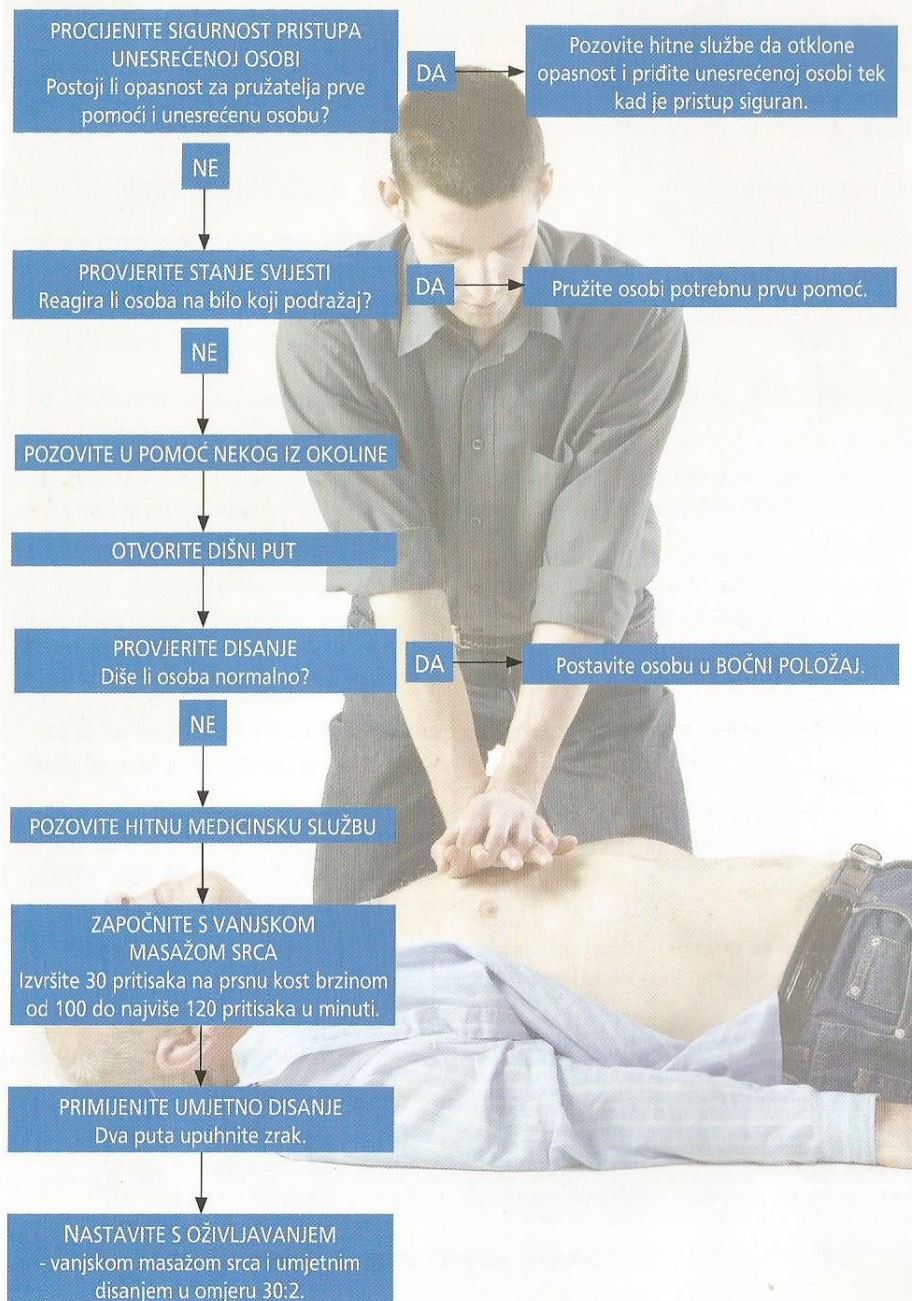 PROCIJENITE SIGURNOST PRISTUPA
UNESREĆENOJ OSOBI
Postoji li opasnost za pružatelja prve
pomoći i unesrećenu osobu?
DA
Pozovite hitne službe da otklone
opasnost i priđite unesrećenoj osobi tek
kad je pristup siguran.
NE
PROVJERITE STANJE SVIJESTI
Reagira li osoba na bilo koji podražaj?
DA
Pružite osobi potrebnu prvu pomoć.
NE
POZOVITE U POMOĆ NEKOG IZ OKOLINE
OTVORITE DIŠNI PUT
PROVJERITE DISANJE
Diše li osoba normalno?
DA
Postavite osobu u BOČNI POLOŽAJ.
NE
POZOVITE HITNU MEDICINSKU SLUŽBU
ZAPOČNITE S VANJSKOM
MASAŽOM SRCA
Izvršite 30 pritisaka na prsnu kost brzinom
od 100 do najviše 120 pritisaka u minuti.
PRIMIJENITE UMJETNO DISANJE
Dva puta upuhnite zrak.
NASTAVITE S OŽIVLJAVANJEM
- vanjskom masažom srca i umjetnim
disanjem u omjeru 30:2.